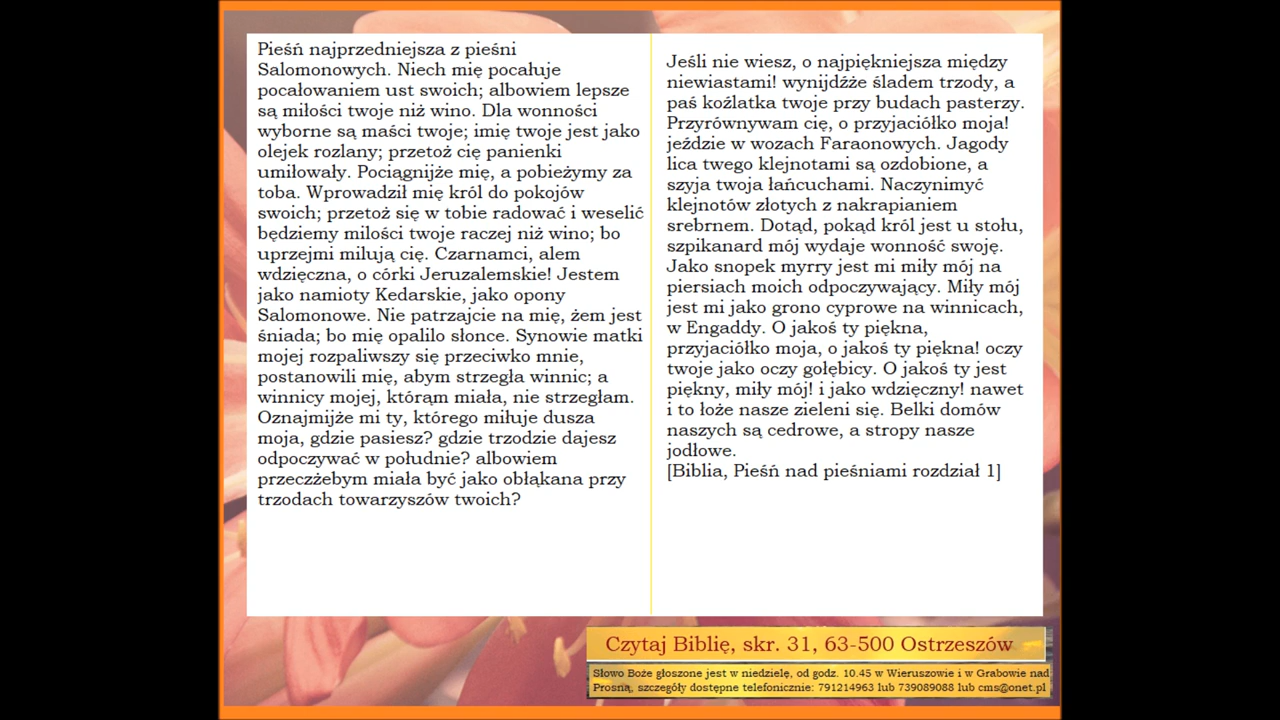 Pieśń najprzedniejsza z pieśni
Salomonowych. Niech mię pocałuje
pocałowaniem ust swoich; albowiem lepsze
są miłości twoje niż wino. Dla wonności
wyborne są maści twoje; imię twoje jest jako
olejek rozlany; przetoż cię panienki
umiłowały. Pociągnijże mię, a pobieżymy za
toba. Wprowadził mię król do pokojów
swoich; przetoż się w tobie radować i weselić
będziemy milości twoje raczej niż wino; bo
uprzejmi milują cię. Czarnamci, alem
wdzięczna, o córki Jeruzalemskie! Jestem
jako namioty Kedarskie, jako opony
Salomonowe. Nie patrzajcie na mię, żem jest
śniada; bo mię opalilo słonce. Synowie matki
mojej rozpaliwszy się przeciwko mnie,
postanowili mię, abym strzegła winnic; a
winnicy mojej, którąm miała, nie strzegłam.
Oznajmijże mi ty, którego miłuje dusza
moja, gdzie pasiesz? gdzie trzodzie dajesz
odpoczywać w południe? albowiem
przeczżebym miała być jako obłąkana przy
trzodach towarzyszów twoich?
Jeśli nie wiesz, o najpiękniejsza między
niewiastami! wynijdźże śladem trzody, a
paś koźlatka twoje przy budach pasterzy.
Przyrównywam cię, o przyjaciółko moja!
jeździe w wozach Faraonowych. Jagody
lica twego klejnotami są ozdobione, a
szyja twoja łańcuchami. Naczynimyć
klejnotów złotych z nakrapianiem
srebrnem. Dotąd, pokąd król jest u stołu,
szpikanard mój wydaje wonność swoję.
Jako snopek myrry jest mi miły mój na
piersiach moich odpoczywający. Miły mój
jest mi jako grono cyprowe na winnicach,
w Engaddy. O jakoś ty piękna,
przyjaciółko moja, o jakoś ty piękna! oczy
twoje jako oczy gołębicy. O jakoś ty jest
piękny, miły mój! i jako wdzięczny! nawet
i to łoże nasze zieleni się. Belki domów
naszych są cedrowe, a stropy nasze
jodłowe.
[Biblia, Pieśń nad pieśniami rozdział 1]
Czytaj Biblię, skr. 31, 63-500 Ostrzeszów
Słowo Boże głoszone jest w niedzielę, od godz. 10.45 w Wieruszowie i w Grabowie nad
Prosną, szczegóły dostępne telefonicznie: 791214963 lub 739089088 lub cms@onet.pl